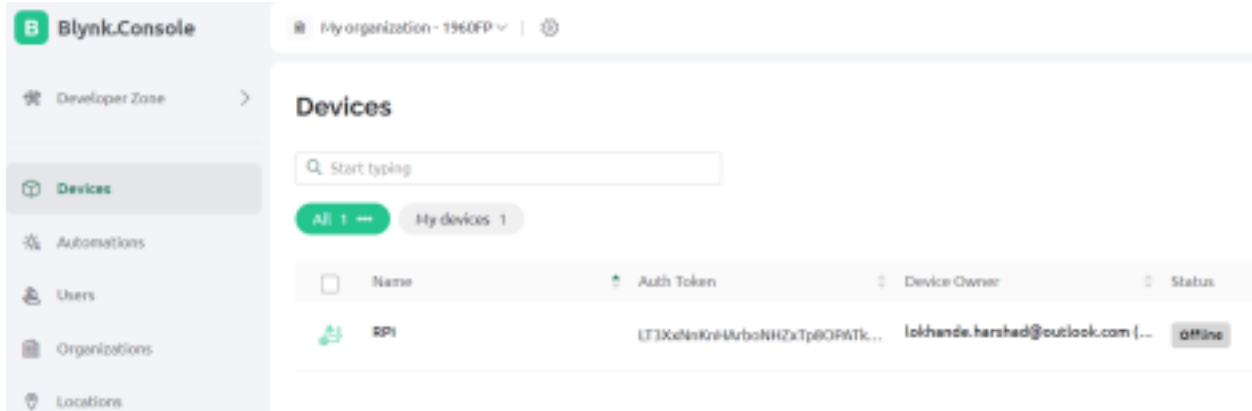 B Blynk.Console
My organization - 1960FP
Developer Zone
Devices
Start typing
Devices
All 1
My devices 1
Automations
Name
Auth Token
Device Owner
Status
Users
RPI
lokhande.harshad@outlook.com (...
Offline
Organizations
Locations